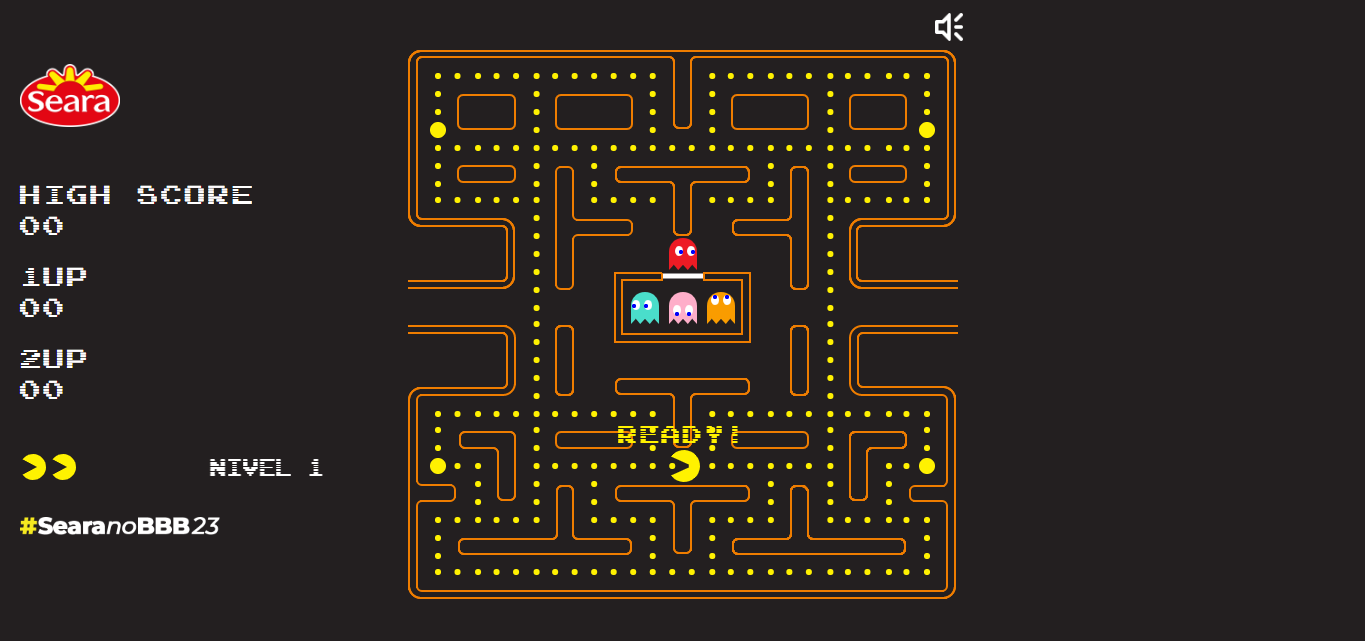 Seara
HIGH SCORE
00
1UP
00
2UP
00
NIVEL 1
#SearanoBBB23
READY!